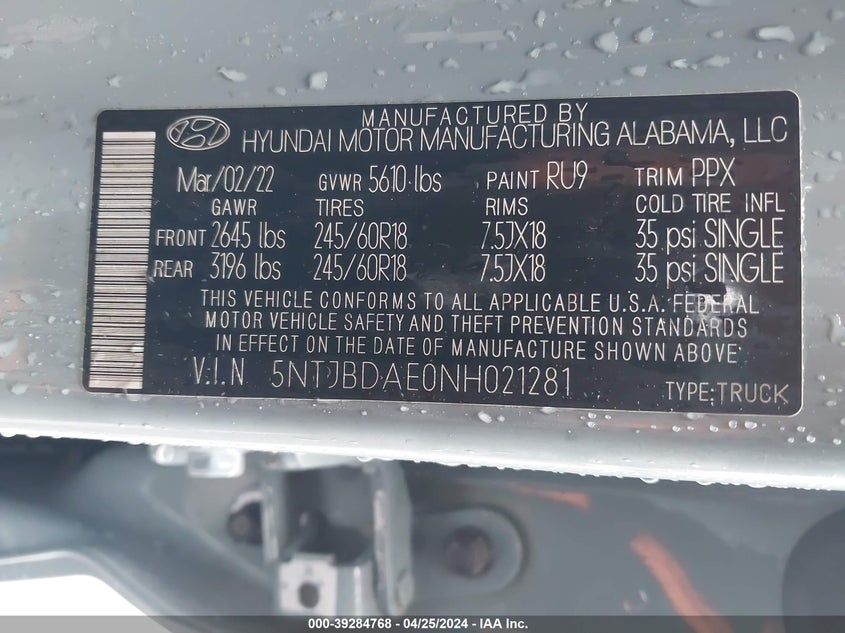 MANUFACTURED BY
HYUNDAI MOTOR MANUFACTURING ALABAMA, LLC
Mar/02/22 GVWR 5610 lbs PAINT RU9 TRIM PPX
GAWR TIRES RIMS COLD TIRE INFL
FRONT 2645 lbs 245/60R18 7.5JX18 35 psi SINGLE
REAR 3196 lbs 245/60R18 7.5JX18 35 psi SINGLE
THIS VEHICLE CONFORMS TO ALL APPLICABLE U.S.A. FEDERAL
MOTOR VEHICLE SAFETY AND THEFT PREVENTION STANDARDS
IN EFFECT ON THE DATE OF MANUFACTURE SHOWN ABOVE
V.I.N 5NTJBDAE0NH021281 TYPE:TRUCK
000-39284768 - 04/25/2024 - IAA Inc.